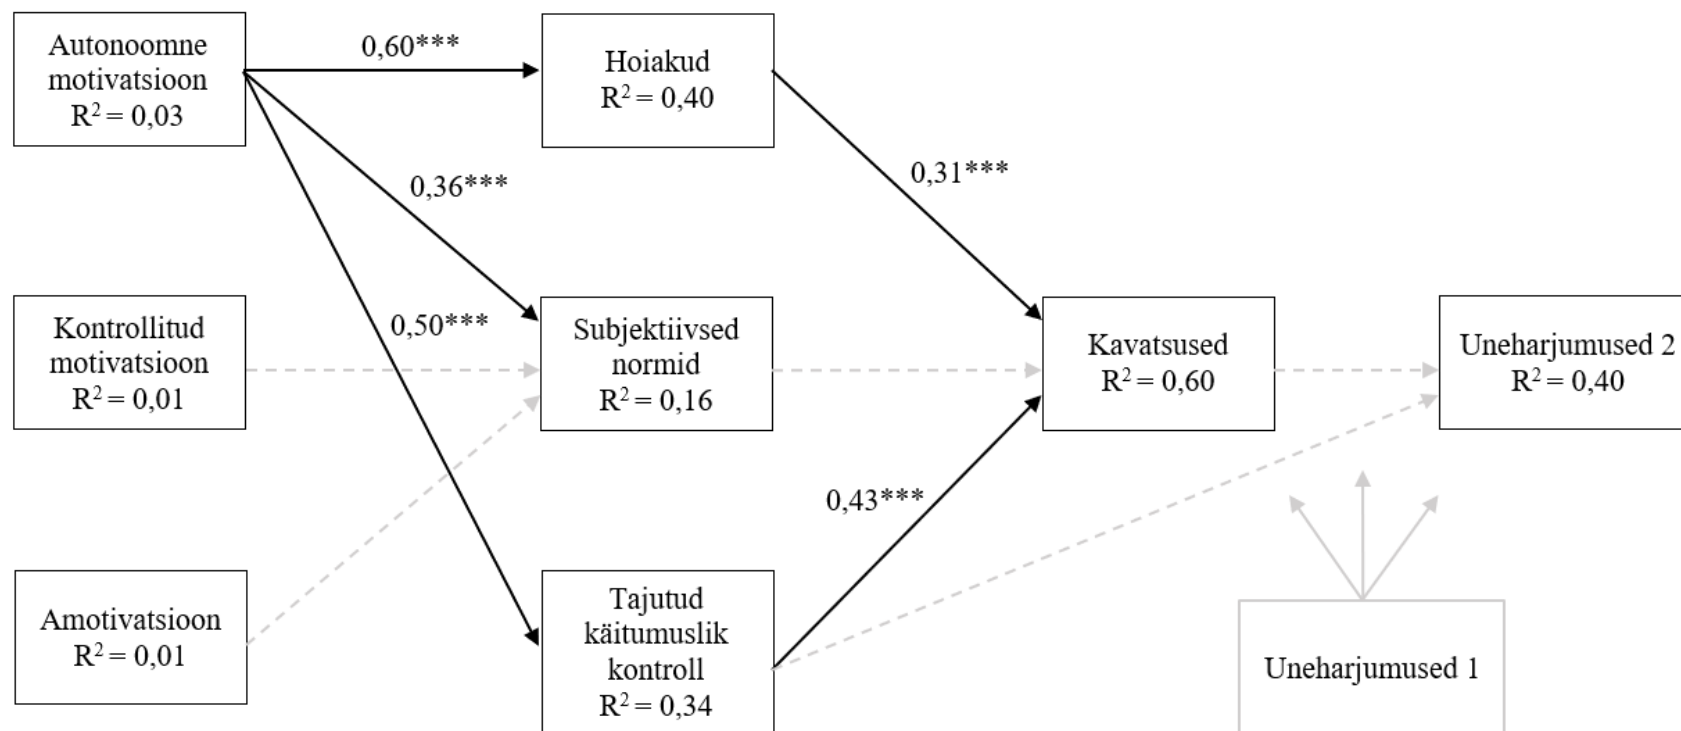 Autonoomne
motivatsioon
R² = 0,03
0,60***
Hoiakud
R² = 0,40
0,36***
0,31***
0,50***
Kontrollitud
motivatsioon
R² = 0,01
Subjektiivsed
normid
R² = 0,16
Kavatsused
R² = 0,60
Uneharjumused 2
R² = 0,40
0,43***
Amotivatsioon
R² = 0,01
Tajutud
käitumuslik
kontroll
R² = 0,34
Uneharjumused 1